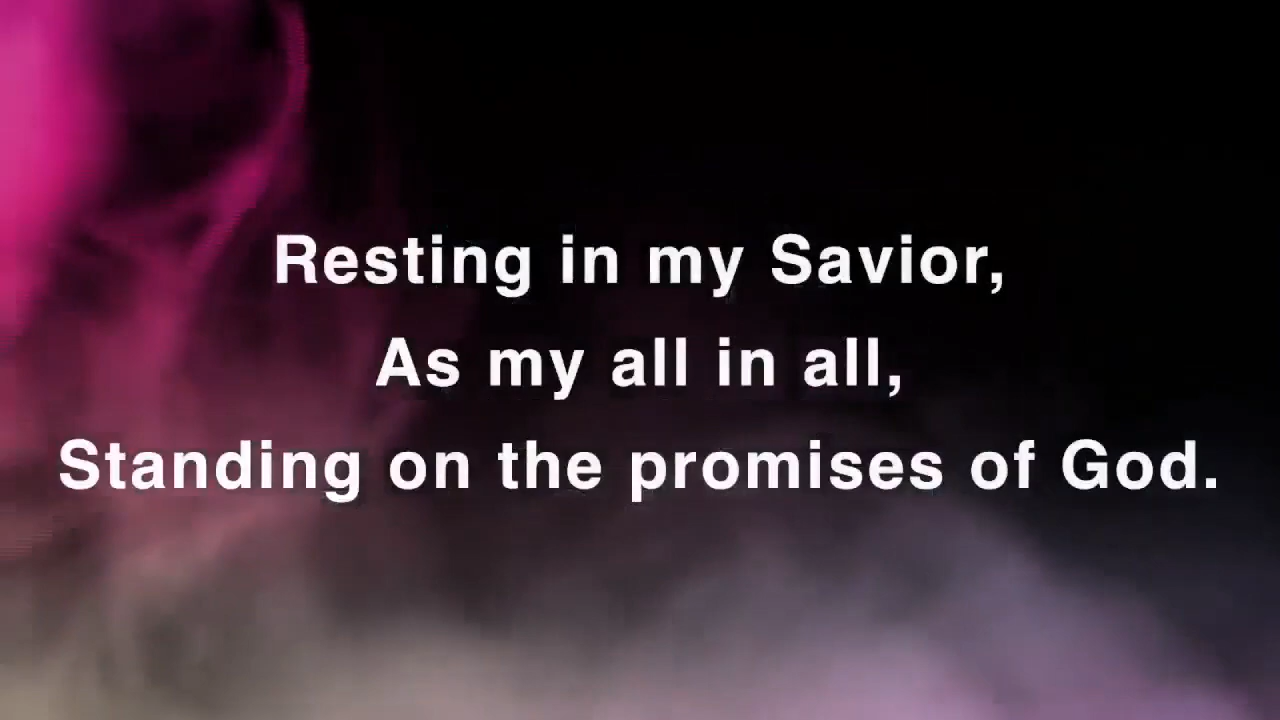 Resting in my Savior,
As my all in all,
Standing on the promises of God.